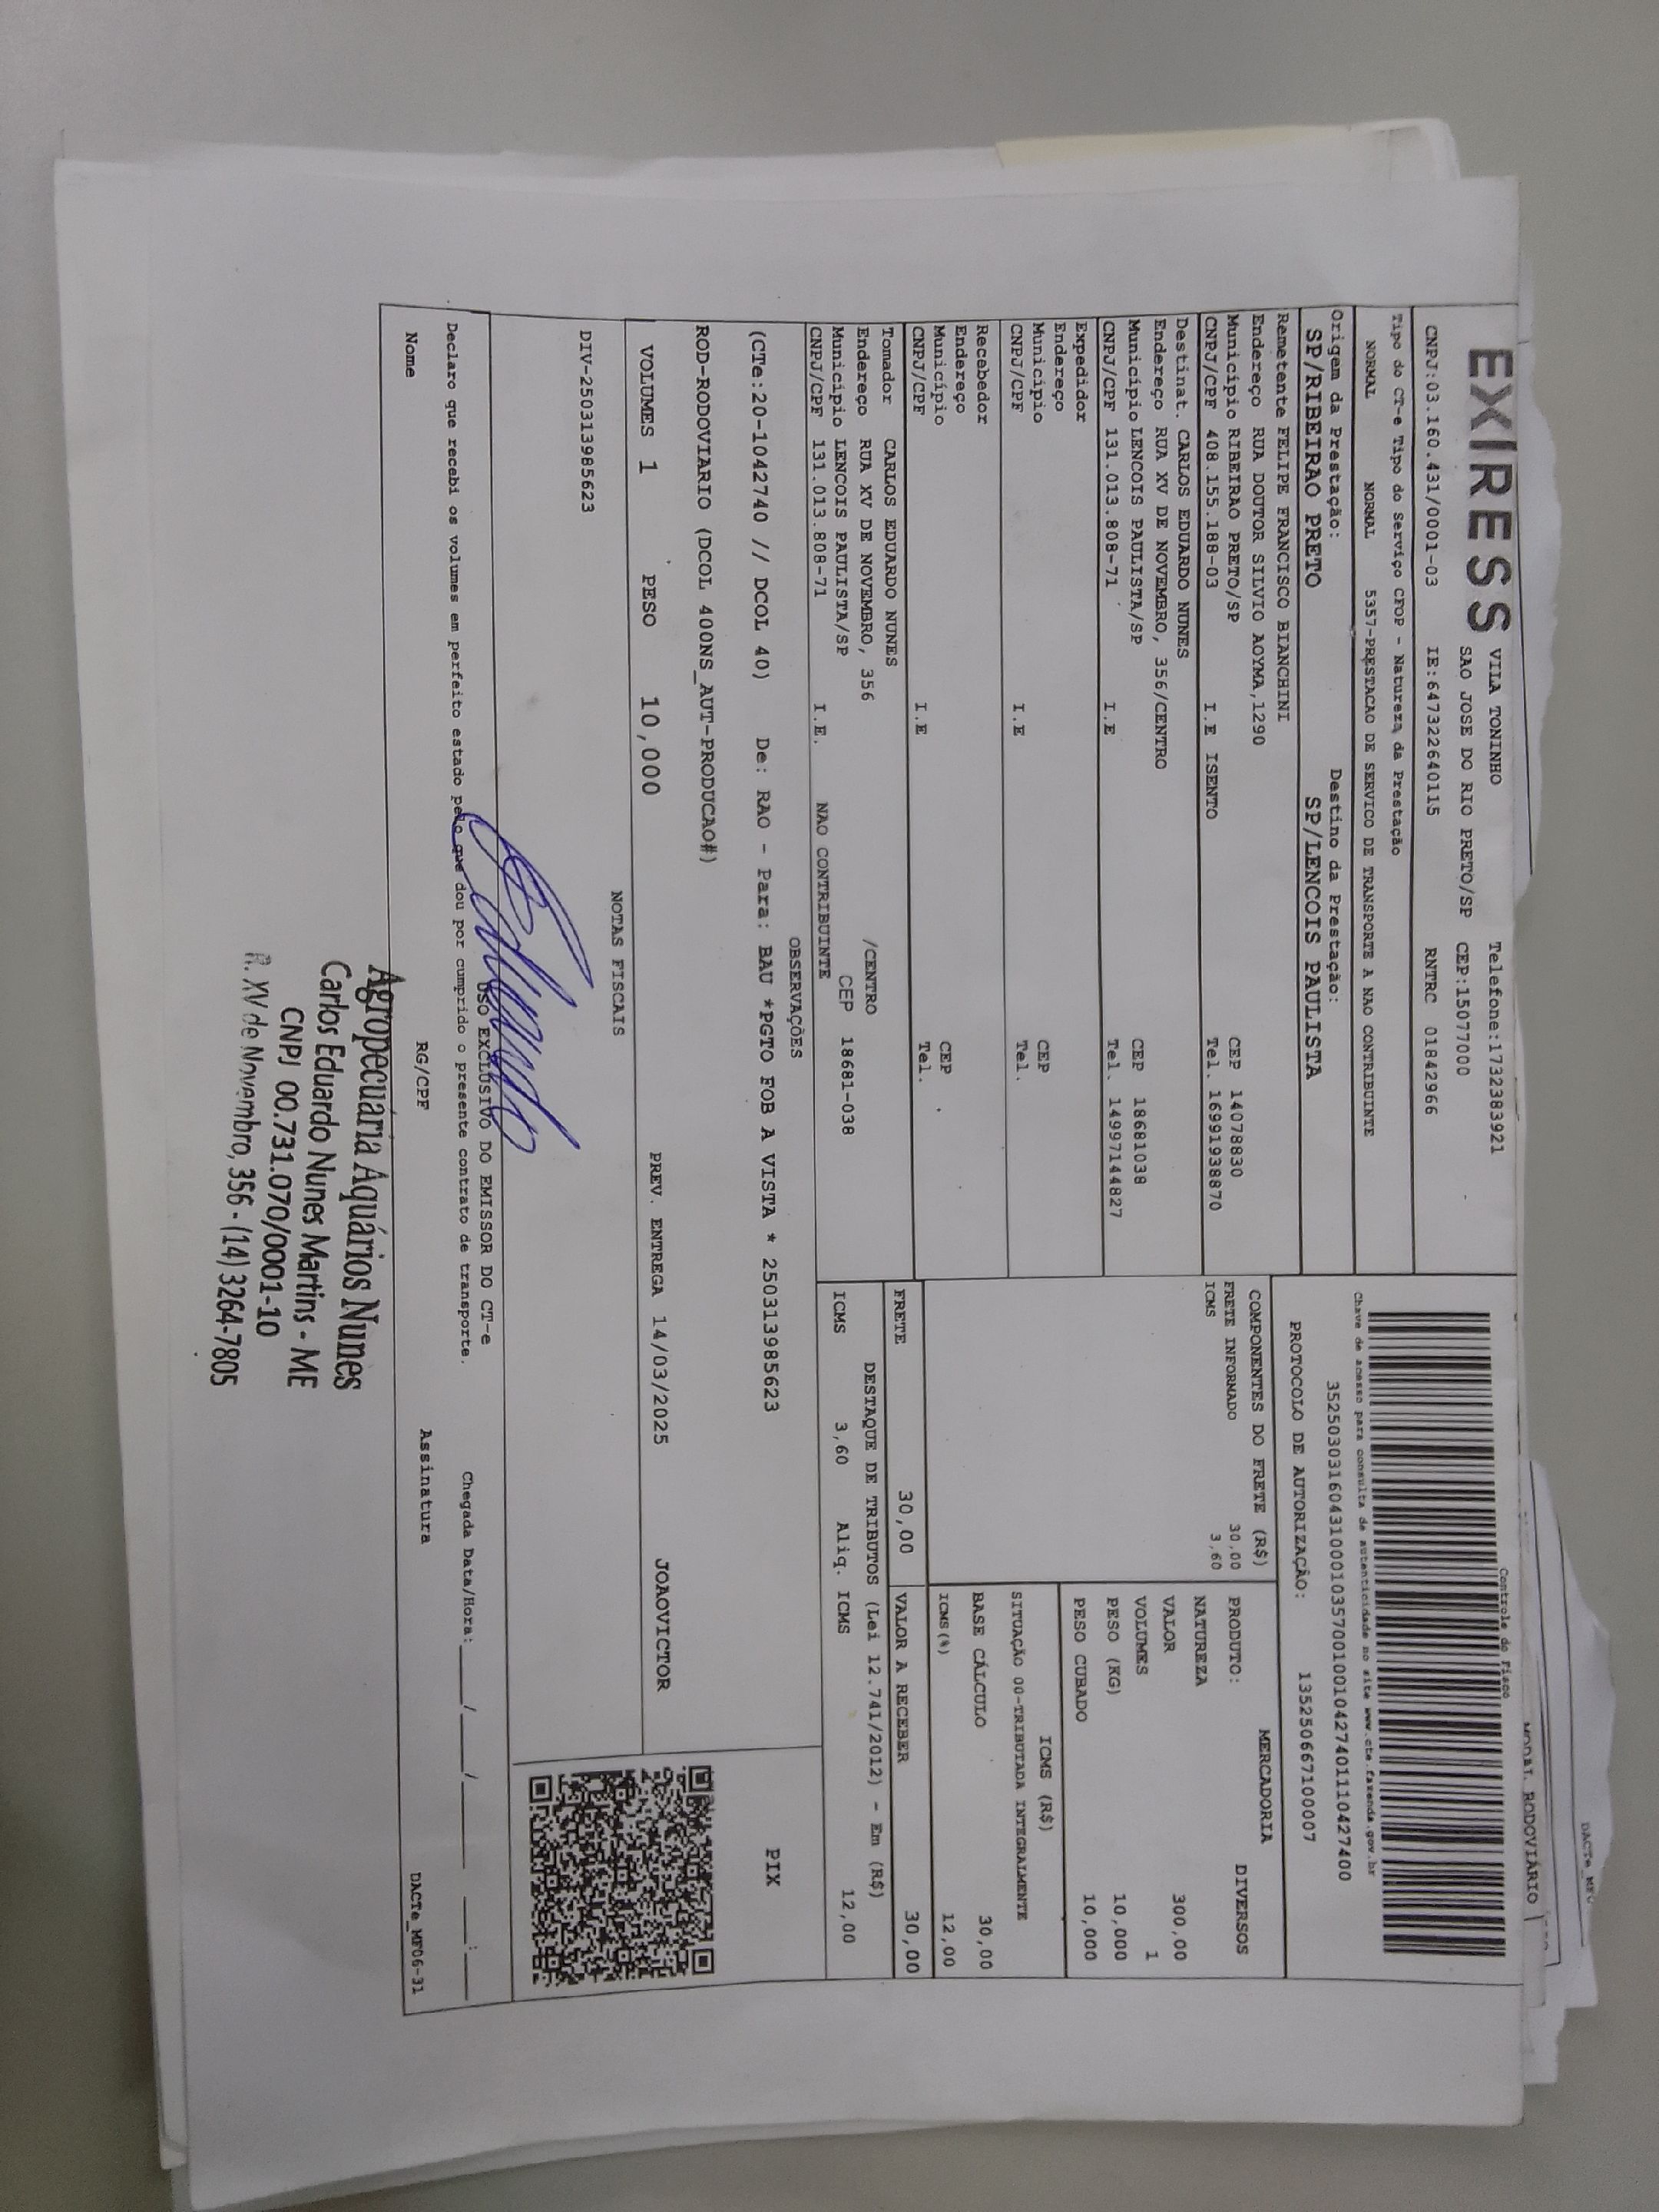 DACTe_MF0
MODAL RODOVIÁRIO
EXPRESS
VILA TONINHO
Telefone:1732383921
SAO JOSE DO RIO PRETO/SP CEP:15077000
CNPJ:03.160.431/0001-03 IE:647322640115 RNTRC 01842966
Controle do Fisco
Chave de acesso para consulta de autenticidade no site www.cte.fazenda.gov.br
35250303160431000103570010010427401110427400
PROTOCOLO DE AUTORIZAÇÃO: 135250667100007
Tipo do CT-e Tipo do Serviço CFOP - Natureza da Prestação
NORMAL NORMAL 5357-PRESTACAO DE SERVICO DE TRANSPORTE A NAO CONTRIBUINTE
Origem da Prestação: Destino da Prestação:
SP/RIBEIRAO PRETO SP/LENCOIS PAULISTA
Remetente FELIPE FRANCISCO BIANCHINI
Endereço RUA DOUTOR SILVIO AOYMA,1290
Município RIBEIRAO PRETO/SP CEP 14078830
CNPJ/CPF 408.155.188-03 I.E ISENTO Tel. 16991938870
Destinat. CARLOS EDUARDO NUNES
Endereço RUA XV DE NOVEMBRO, 356/CENTRO
Município LENCOIS PAULISTA/SP CEP 18681038
CNPJ/CPF 131.013.808-71 I.E Tel. 14997144827
Expedidor
Endereço
Município CEP
CNPJ/CPF I.E Tel.
Recebedor
Endereço
Município CEP
CNPJ/CPF I.E Tel.
Tomador CARLOS EDUARDO NUNES
Endereço RUA XV DE NOVEMBRO, 356 /CENTRO
Município LENCOIS PAULISTA/SP CEP 18681-038
CNPJ/CPF 131.013.808-71 I.E. NAO CONTRIBUINTE
COMPONENTES DO FRETE (R$)
FRETE INFORMADO 30,00
ICMS 3,60
MERCADORIA
PRODUTO: DIVERSOS
NATUREZA
VALOR 300,00
VOLUMES 1
PESO (KG) 10,000
PESO CUBADO 10,000
ICMS (R$)
SITUAÇÃO 00-TRIBUTADA INTEGRALMENTE
BASE CÁLCULO 30,00
ICMS(%) 12,00
FRETE 30,00 VALOR A RECEBER 30,00
DESTAQUE DE TRIBUTOS (Lei 12.741/2012) - Em (R$)
ICMS 3,60 Aliq. ICMS 12,00
OBSERVAÇÕES
(CTe:20-1042740 // DCOL 40) De: RAO - Para: BAU *PGTO FOB A VISTA * 250313985623
ROD-RODOVIARIO (DCOL 400NS_AUT-PRODUCAO#)
PIX
VOLUMES 1 PESO 10,000 PREV. ENTREGA 14/03/2025 JOAOVICTOR
NOTAS FISCAIS
DIV-250313985623
USO EXCLUSIVO DO EMISSOR DO CT-e
Declaro que recebi os volumes em perfeito estado pelo que dou por cumprido o presente contrato de transporte. Chegada Data/Hora:____/____/______ ___:___
Nome RG/CPF Assinatura DACTe_MF06-31
Agropecuária Aquários Nunes
Carlos Eduardo Nunes Martins - ME
CNPJ 00.731.070/0001-10
R. XV de Novembro, 356 - (14) 3264-7805